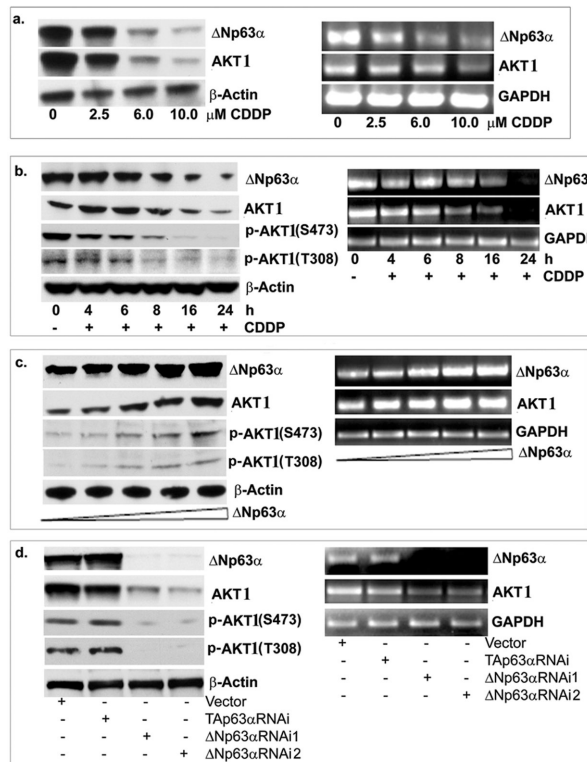 a.
ΔNp63α
AKT1
β-Actin
0 2.5 6.0 10.0 μM CDDP
ΔNp63α
AKT1
GAPDH
0 2.5 6.0 10.0 μM CDDP
b.
ΔNp63α
AKT1
p-AKT1(S473)
p-AKT1(T308)
β-Actin
0 4 6 8 16 24 h
- + + + + + CDDP
ΔNp63
AKT1
GAPD
0 4 6 8 16 24 h
- + + + + + CDDP
c.
ΔNp63α
AKT1
p-AKT1(S473)
p-AKT1(T308)
β-Actin
ΔNp63α
ΔNp63α
AKT1
GAPDH
ΔNp63α
d.
ΔNp63α
AKT1
p-AKT1(S473)
p-AKT1(T308)
β-Actin
+ - - - Vector
- + - - TAp63αRNAi
- - + - ΔNp63αRNAi1
- - - + ΔNp63αRNAi2
ΔNp63α
AKT1
GAPDH
+ - - - Vector
- + - - TAp63αRNAi
- - + - ΔNp63αRNAi1
- - - + ΔNp63αRNAi2